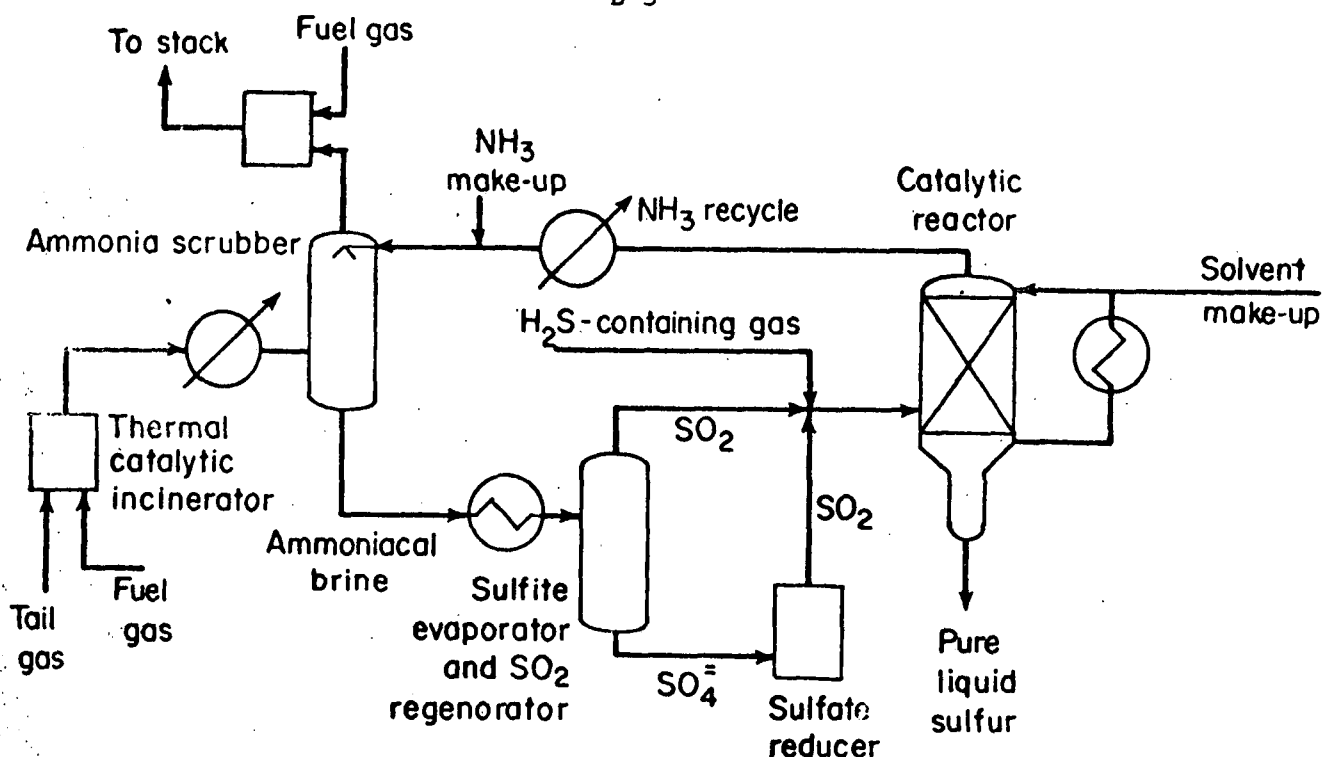 To stack
Fuel gas
NH3
make-up
NH3 recycle
Catalytic
reactor
Ammonia scrubber
Solvent
make-up
H2S-containing gas
SO2
Thermal
catalytic
incinerator
SO2
Ammoniacal
brine
Fuel
gas
Tail
gas
Sulfite
evaporator
and SO2
regenorator
SO4=
Sulfate
reducer
Pure
liquid
sulfur